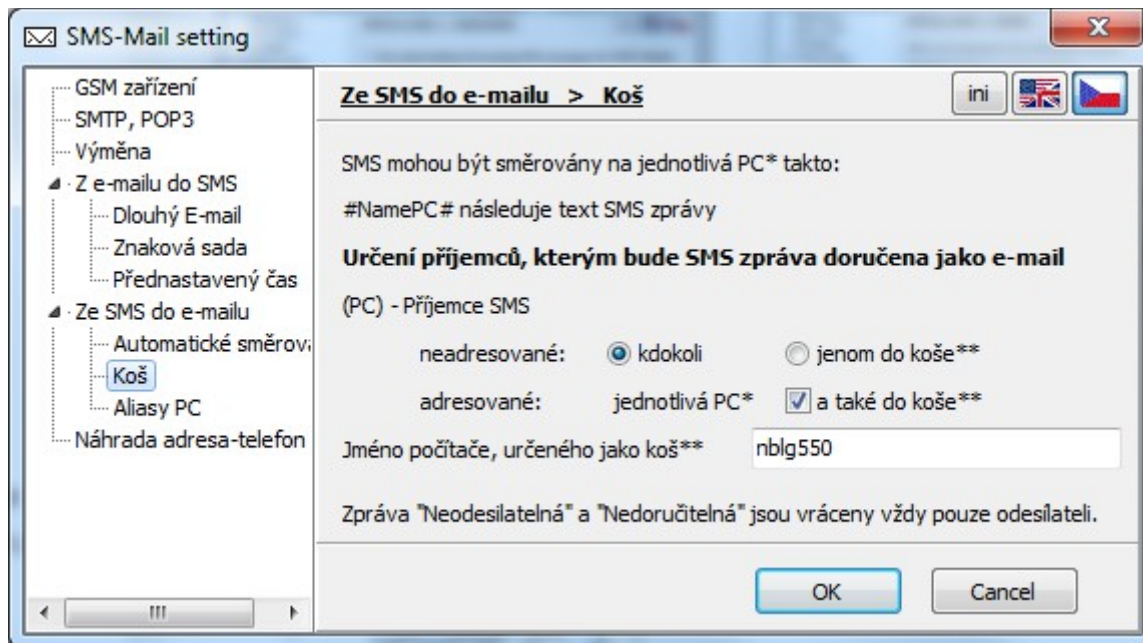 SMS-Mail setting
GSM zařízení
SMTP, POP3
Výměna
Z e-mailu do SMS
Dlouhý E-mail
Znaková sada
Přednastavený čas
Ze SMS do e-mailu
Automatické směrov
Koš
Aliasy PC
Náhrada adresa-telefon
Ze SMS do e-mailu > Koš
ini
SMS mohou být směrovány na jednotlivá PC* takto:
#NamePC# následuje text SMS zprávy
Určení příjemců, kterým bude SMS zpráva doručena jako e-mail
(PC) - Příjemce SMS
neadresované: kdokoli jenom do koše**
adresované: jednotlivá PC* a také do koše**
Jméno počítače, určeného jako koš** nblg550
Zpráva "Neodesilatelná" a "Nedoručitelná" jsou vráceny vždy pouze odesílateli.
OK Cancel